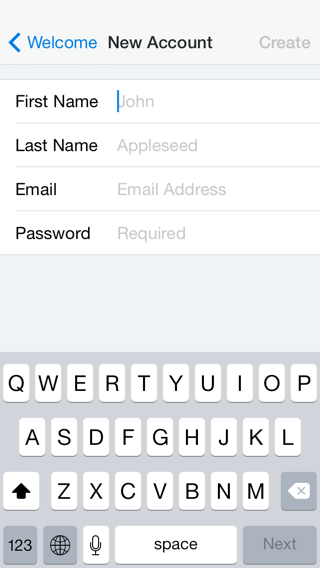 Welcome New Account Create
First Name John
Last Name Appleseed
Email Email Address
Password Required
Q W E R T Y U I O P
A S D F G H J K L
Z X C V B N M
123 space Next